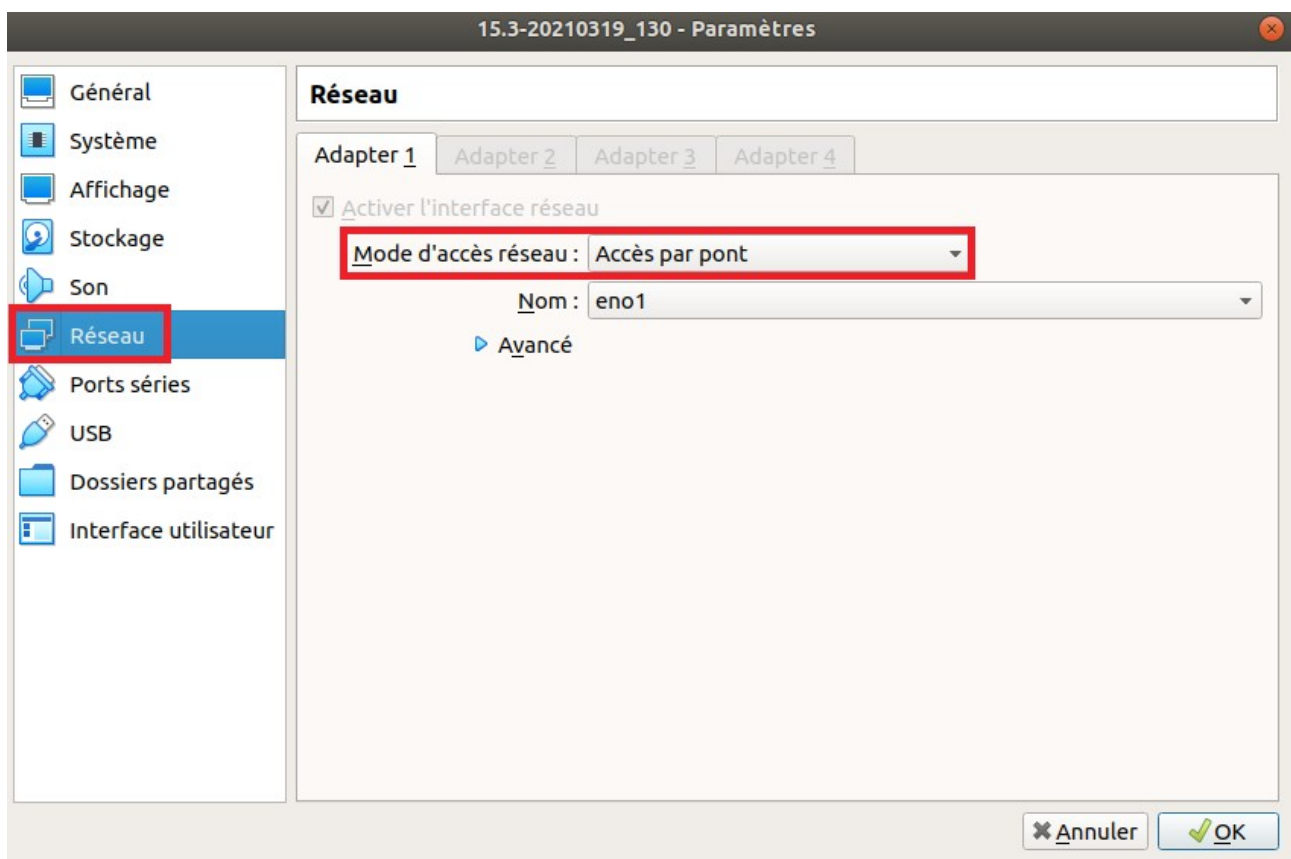 15.3-20210319_130 - Paramètres
Général
Système
Affichage
Stockage
Son
Réseau
Ports séries
USB
Dossiers partagés
Interface utilisateur
Réseau
Adapter 1
Adapter 2
Adapter 3
Adapter 4
Activer l'interface réseau
Mode d'accès réseau : Accès par pont
Nom : eno1
Avancé
Annuler
OK